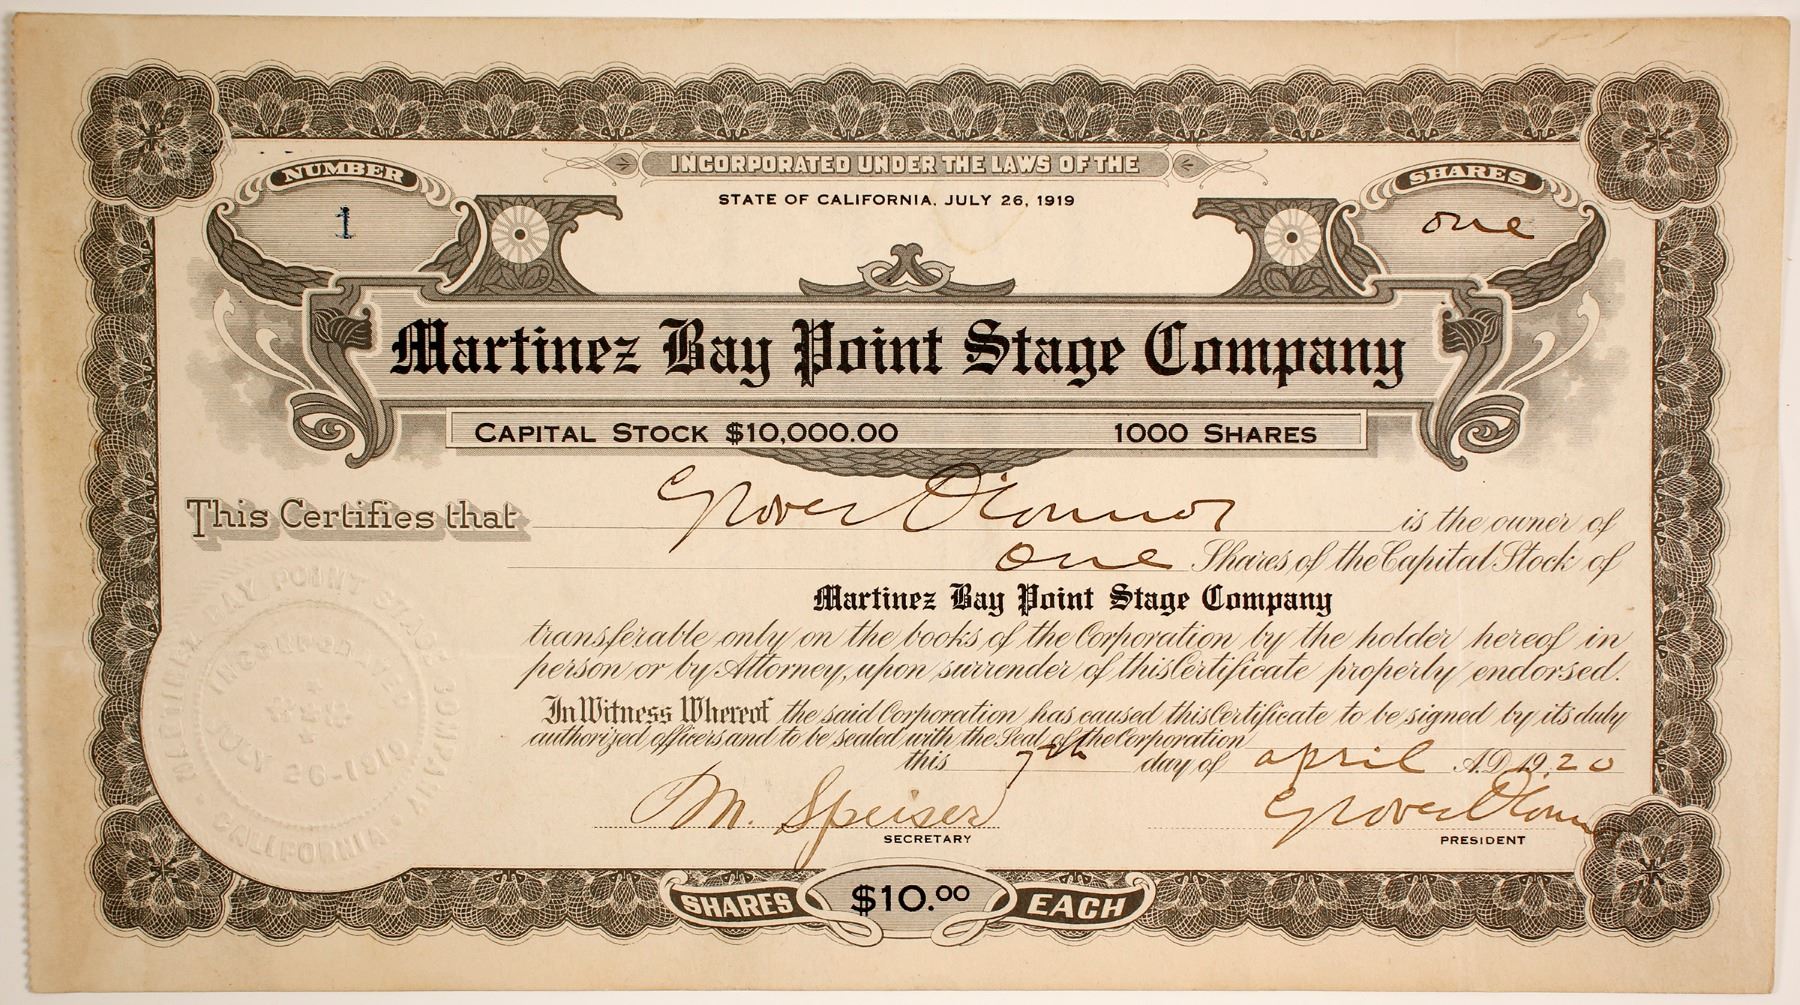 INCORPORATED UNDER THE LAWS OF THE
STATE OF CALIFORNIA, JULY 26, 1919
NUMBER
1
SHARES
one
Martinez Bay Point Stage Company
CAPITAL STOCK $10,000.00 1000 SHARES
This Certifies that Grover O'Connor is the owner of
one Shares of the Capital Stock of
Martinez Bay Point Stage Company
transferable only on the books of the Corporation by the holder hereof in
person or by Attorney, upon surrender of this Certificate properly endorsed.
In Witness Whereof the said Corporation has caused this Certificate to be signed by its duly
authorized officers and to be sealed with the Seal of the Corporation
this 7th day of april A.D. 1920
M. Speiser Grover O'Connor
SECRETARY PRESIDENT
MARTINEZ BAY POINT STAGE COMPANY
INCORPORATED
JULY 26-1919
CALIFORNIA
SHARES $10.00 EACH